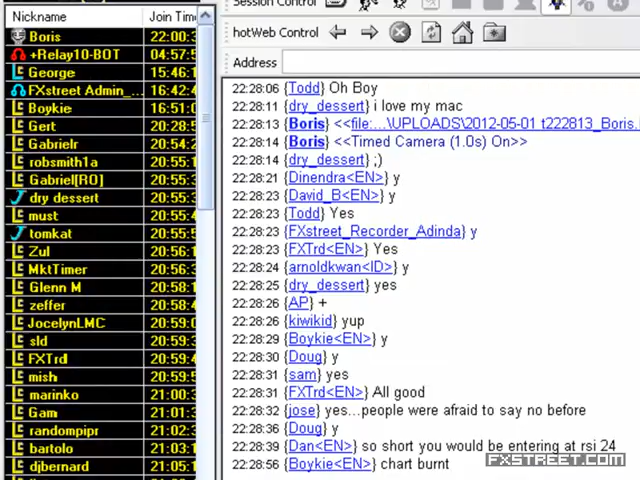 Session Control
Nickname Join Time
hotWeb Control
Address
Boris 22:00:3
+Relay10-BOT 04:57:5
George 15:46:1
FXstreet Admin_... 16:42:4
Boykie 16:51:0
Gert 20:28:5
Gabrielr 20:54:2
robsmith1a 20:55:1
Gabriel[RO] 20:55:3
dry dessert 20:55:3
must 20:55:4
tomkat 20:55:5
Zul 20:56:1
MktTimer 20:56:3
Glenn M 20:58:1
zeffer 20:58:4
JocelynLMC 20:59:0
sld 20:59:3
FXTrd 20:59:4
mish 20:59:5
marinko 21:00:3
Gam 21:01:3
randompipr 21:02:3
bartolo 21:03:1
djbernard 21:05:1
22:28:06 {Todd} Oh Boy
22:28:11 {dry_dessert} i love my mac
22:28:13 {Boris} <<file:...\UPLOADS\2012-05-01 t222813_Boris.
22:28:14 {Boris} <<Timed Camera (1.0s) On>>
22:28:14 {dry_dessert} ;)
22:28:21 {Dinendra<EN>} y
22:28:23 {David_B<EN>} y
22:28:23 {Todd} Yes
22:28:23 {FXstreet_Recorder_Adinda} y
22:28:23 {FXTrd<EN>} Yes
22:28:24 {arnoldkwan<ID>} y
22:28:25 {dry_dessert} yes
22:28:26 {AP} +
22:28:26 {kiwikid} yup
22:28:29 {Boykie<EN>} y
22:28:30 {Doug} y
22:28:31 {sam} yes
22:28:31 {FXTrd<EN>} All good
22:28:32 {jose} yes...people were afraid to say no before
22:28:36 {Doug} y
22:28:39 {Dan<EN>} so short you would be entering at rsi 24
22:28:56 {Boykie<EN>} chart burnt
FXSTREET.COM